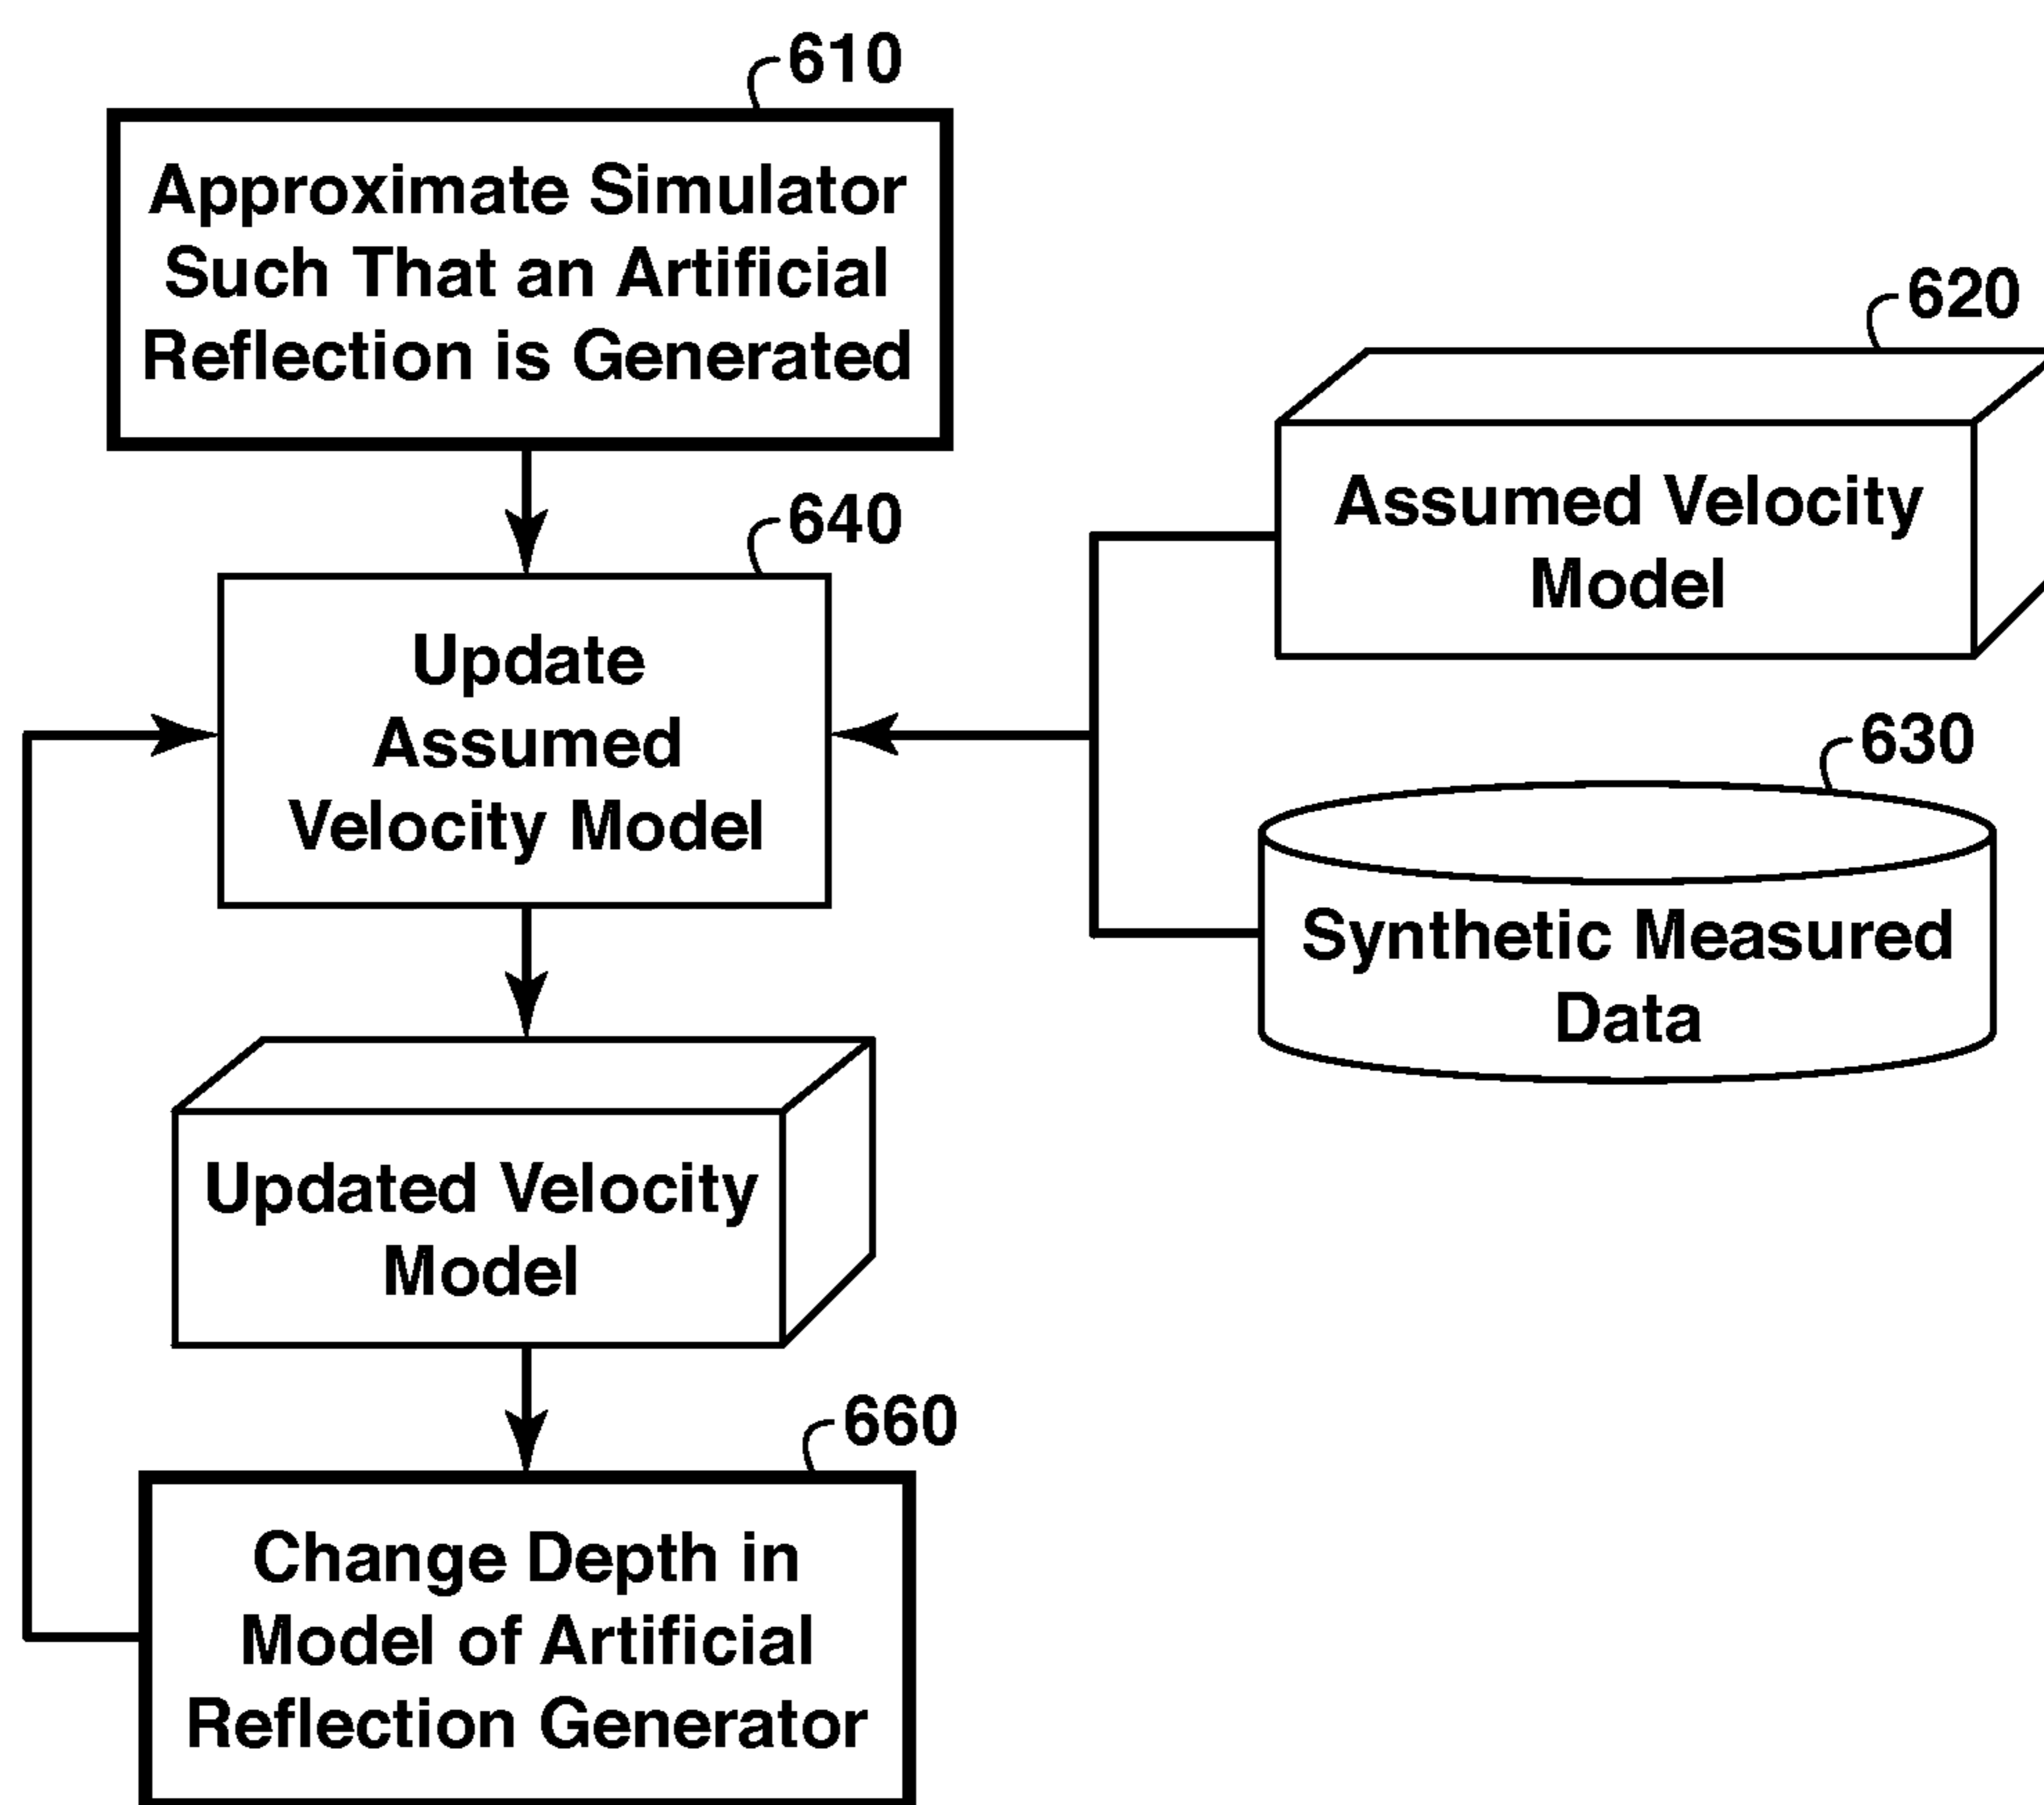 610
Approximate Simulator
Such That an Artificial
Reflection is Generated
620
Assumed Velocity
Model
640
Update
Assumed
Velocity Model
630
Synthetic Measured
Data
Updated Velocity
Model
660
Change Depth in
Model of Artificial
Reflection Generator